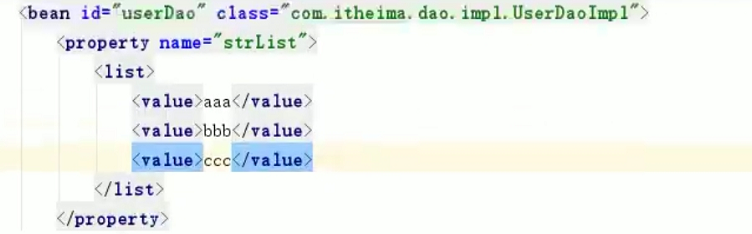 <bean id="userDao" class="com.itheima.dao.impl.UserDaoImpl">
<property name="strList">
<list>
<value>aaa</value>
<value>bbb</value>
<value>ccc</value>
</list>
</property>